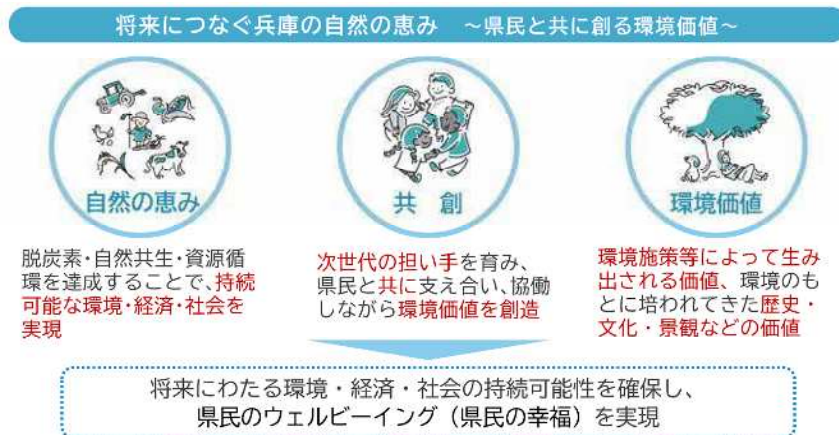 将来につなぐ兵庫の自然の恵み　～県民と共に創る環境価値～
自然の恵み
共　創
環境価値
脱炭素・自然共生・資源循
環を達成することで、持続
可能な環境・経済・社会を
実現
次世代の担い手を育み、
県民と共に支え合い、協働
しながら環境価値を創造
環境施策等によって生み
出される価値、環境のも
とに培われてきた歴史・
文化・景観などの価値
将来にわたる環境・経済・社会の持続可能性を確保し、
県民のウェルビーイング（県民の幸福）を実現